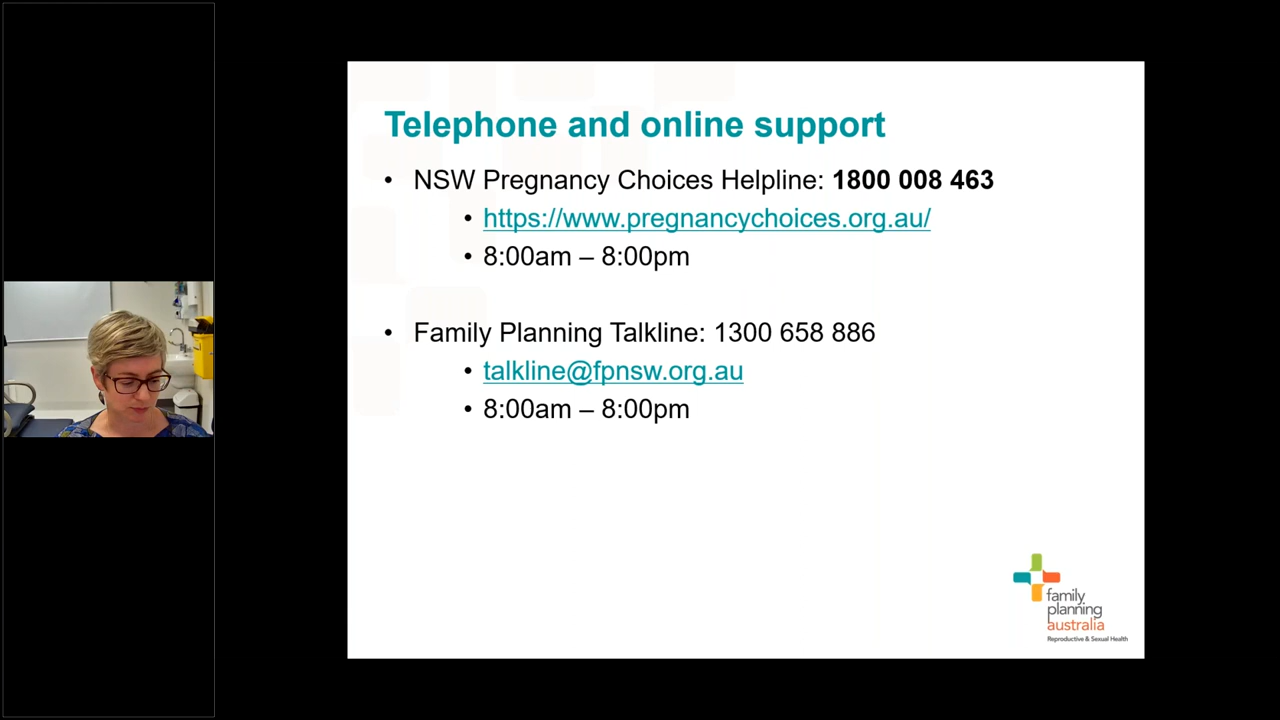 Telephone and online support
• NSW Pregnancy Choices Helpline: 1800 008 463
• https://www.pregnancychoices.org.au/
• 8:00am – 8:00pm
• Family Planning Talkline: 1300 658 886
• talkline@fpnsw.org.au
• 8:00am – 8:00pm
family
planning
australia
Reproductive & Sexual Health